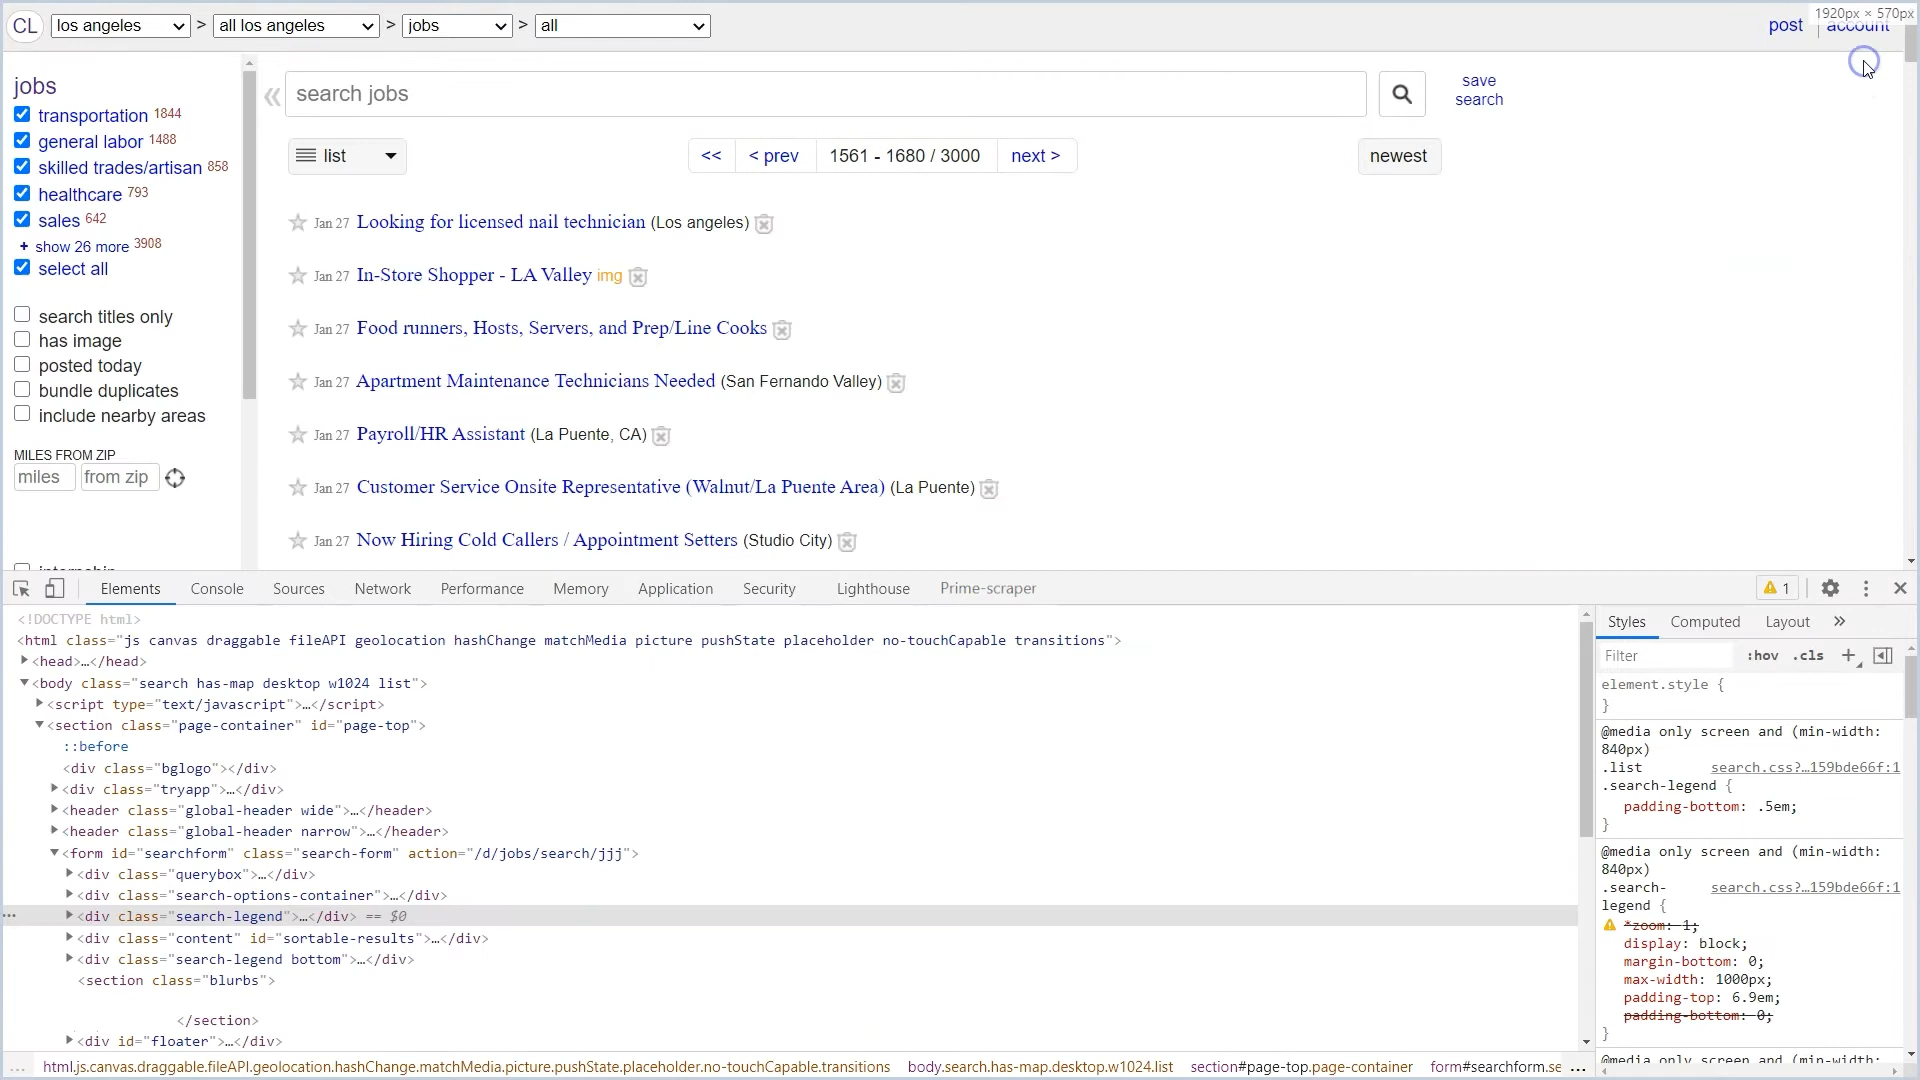 CL los angeles > all los angeles > jobs > all post account 1920px × 570px
jobs
transportation 1844
general labor 1488
skilled trades/artisan 858
healthcare 793
sales 642
+ show 26 more 3908
select all
search titles only
has image
posted today
bundle duplicates
include nearby areas
MILES FROM ZIP
miles from zip
search jobs save search
list << < prev 1561 - 1680 / 3000 next > newest
Jan 27 Looking for licensed nail technician (Los angeles)
Jan 27 In-Store Shopper - LA Valley img
Jan 27 Food runners, Hosts, Servers, and Prep/Line Cooks
Jan 27 Apartment Maintenance Technicians Needed (San Fernando Valley)
Jan 27 Payroll/HR Assistant (La Puente, CA)
Jan 27 Customer Service Onsite Representative (Walnut/La Puente Area) (La Puente)
Jan 27 Now Hiring Cold Callers / Appointment Setters (Studio City)
Elements Console Sources Network Performance Memory Application Security Lighthouse Prime-scraper 1
<!DOCTYPE html>
<html class="js canvas draggable fileAPI geolocation hashChange matchMedia picture pushState placeholder no-touchCapable transitions">
<head>…</head>
<body class="search has-map desktop w1024 list">
<script type="text/javascript">…</script>
<section class="page-container" id="page-top">
::before
<div class="bglogo"></div>
<div class="tryapp">…</div>
<header class="global-header wide">…</header>
<header class="global-header narrow">…</header>
<form id="searchform" class="search-form" action="/d/jobs/search/jjj">
<div class="querybox">…</div>
<div class="search-options-container">…</div>
<div class="search-legend">…</div> == $0
<div class="content" id="sortable-results">…</div>
<div class="search-legend bottom">…</div>
<section class="blurbs">
</section>
<div id="floater">…</div>
html.js.canvas.draggable.fileAPI.geolocation.hashChange.matchMedia.picture.pushState.placeholder.no-touchCapable.transitions body.search.has-map.desktop.w1024.list section#page-top.page-container form#searchform.se ...
Styles Computed Layout »
Filter :hov .cls +
element.style {
}
@media only screen and (min-width:
840px)
.list search.css?…159bde66f:1
.search-legend {
padding-bottom: .5em;
}
@media only screen and (min-width:
840px)
.search- search.css?…159bde66f:1
legend {
*zoom: 1;
display: block;
margin-bottom: 0;
max-width: 1000px;
padding-top: 6.9em;
padding-bottom: 0;
}
@media only screen and (min-width: